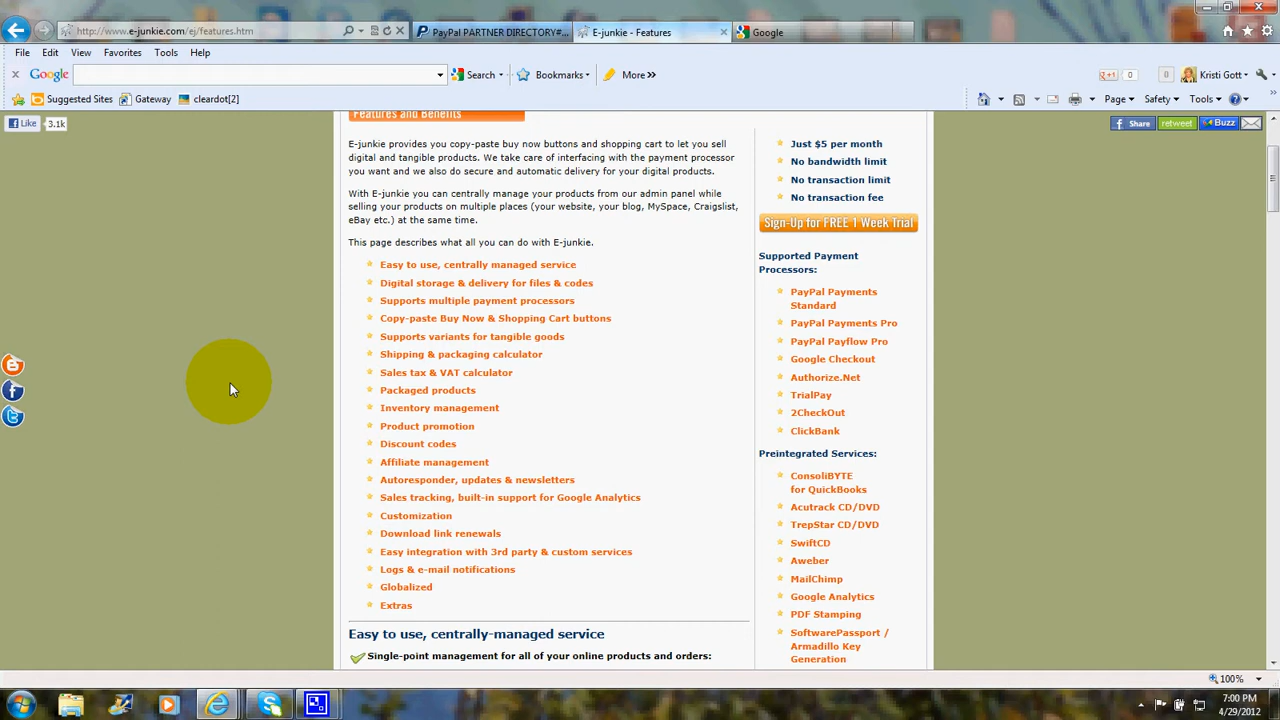 http://www.e-junkie.com/ej/features.htm
PayPal PARTNER DIRECTORY#...
E-junkie - Features
Google
File Edit View Favorites Tools Help
Google
Search
Bookmarks
More »
+1 0
0
Kristi Gott
Suggested Sites
Gateway
cleardot[2]
Page
Safety
Tools
Like
3.1k
Share
retweet
Buzz
Features and Benefits
E-junkie provides you copy-paste buy now buttons and shopping cart to let you sell
digital and tangible products. We take care of interfacing with the payment processor
you want and we also do secure and automatic delivery for your digital products.
With E-junkie you can centrally manage your products from our admin panel while
selling your products on multiple places (your website, your blog, MySpace, Craigslist,
eBay etc.) at the same time.
This page describes what all you can do with E-junkie.
Easy to use, centrally managed service
Digital storage & delivery for files & codes
Supports multiple payment processors
Copy-paste Buy Now & Shopping Cart buttons
Supports variants for tangible goods
Shipping & packaging calculator
Sales tax & VAT calculator
Packaged products
Inventory management
Product promotion
Discount codes
Affiliate management
Autoresponder, updates & newsletters
Sales tracking, built-in support for Google Analytics
Customization
Download link renewals
Easy integration with 3rd party & custom services
Logs & e-mail notifications
Globalized
Extras
Easy to use, centrally-managed service
Single-point management for all of your online products and orders:
Just $5 per month
No bandwidth limit
No transaction limit
No transaction fee
Sign-Up for FREE 1 Week Trial
Supported Payment
Processors:
PayPal Payments
Standard
PayPal Payments Pro
PayPal Payflow Pro
Google Checkout
Authorize.Net
TrialPay
2CheckOut
ClickBank
Preintegrated Services:
ConsoliBYTE
for QuickBooks
Acutrack CD/DVD
TrepStar CD/DVD
SwiftCD
Aweber
MailChimp
Google Analytics
PDF Stamping
SoftwarePassport /
Armadillo Key
Generation
100%
7:00 PM
4/29/2012